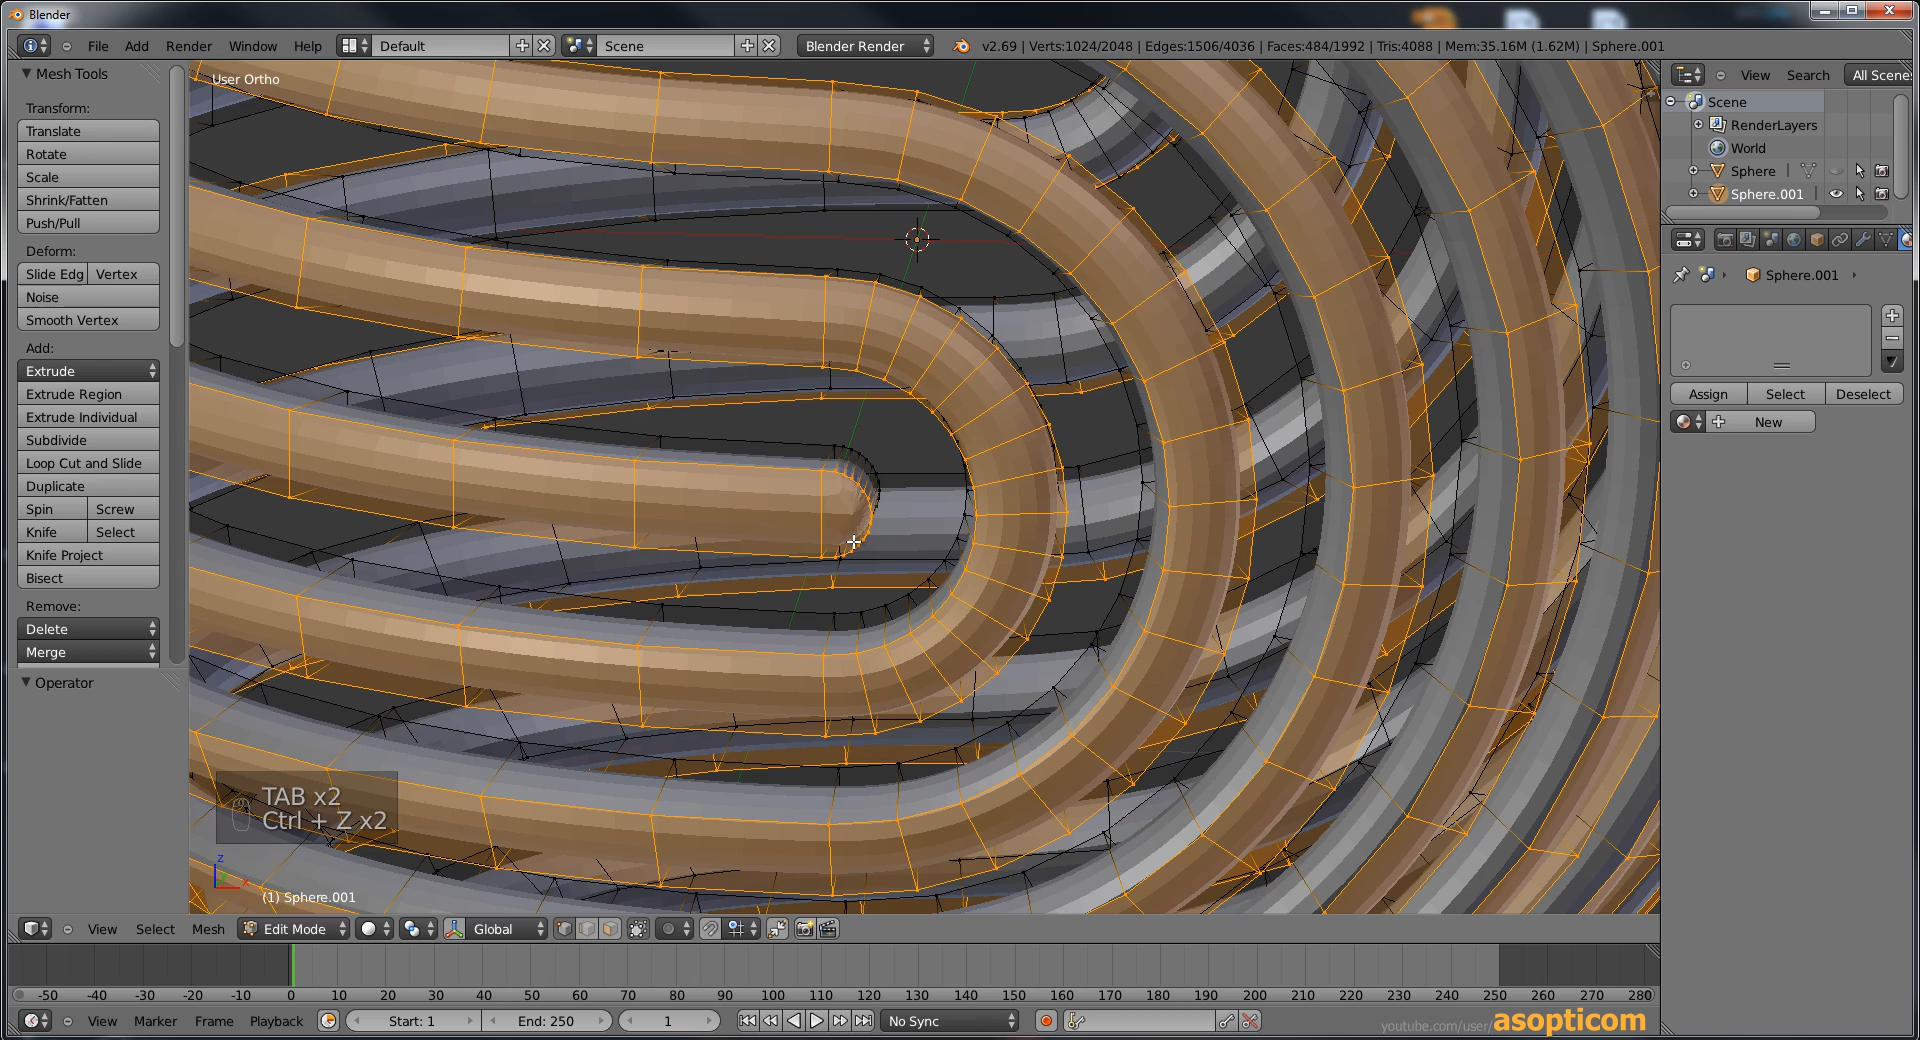 Blender
File Add Render Window Help Default Scene Blender Render v2.69 | Verts:1024/2048 | Edges:1506/4036 | Faces:484/1992 | Tris:4088 | Mem:35.16M (1.62M) | Sphere.001
Mesh Tools
User Ortho
View Search All Scene
Transform:
Translate
Rotate
Scale
Shrink/Fatten
Push/Pull
Deform:
Slide Edg Vertex
Noise
Smooth Vertex
Add:
Extrude
Extrude Region
Extrude Individual
Subdivide
Loop Cut and Slide
Duplicate
Spin Screw
Knife Select
Knife Project
Bisect
Remove:
Delete
Merge
Operator
Scene
RenderLayers
World
Sphere
Sphere.001
Sphere.001
Assign Select Deselect
New
TAB x2
Ctrl + Z x2
z
x
(1) Sphere.001
View Select Mesh Edit Mode Global
-50 -40 -30 -20 -10 0 10 20 30 40 50 60 70 80 90 100 110 120 130 140 150 160 170 180 190 200 210 220 230 240 250 260 270 280
View Marker Frame Playback Start: 1 End: 250 1 No Sync
youtube.com/user/asopticom